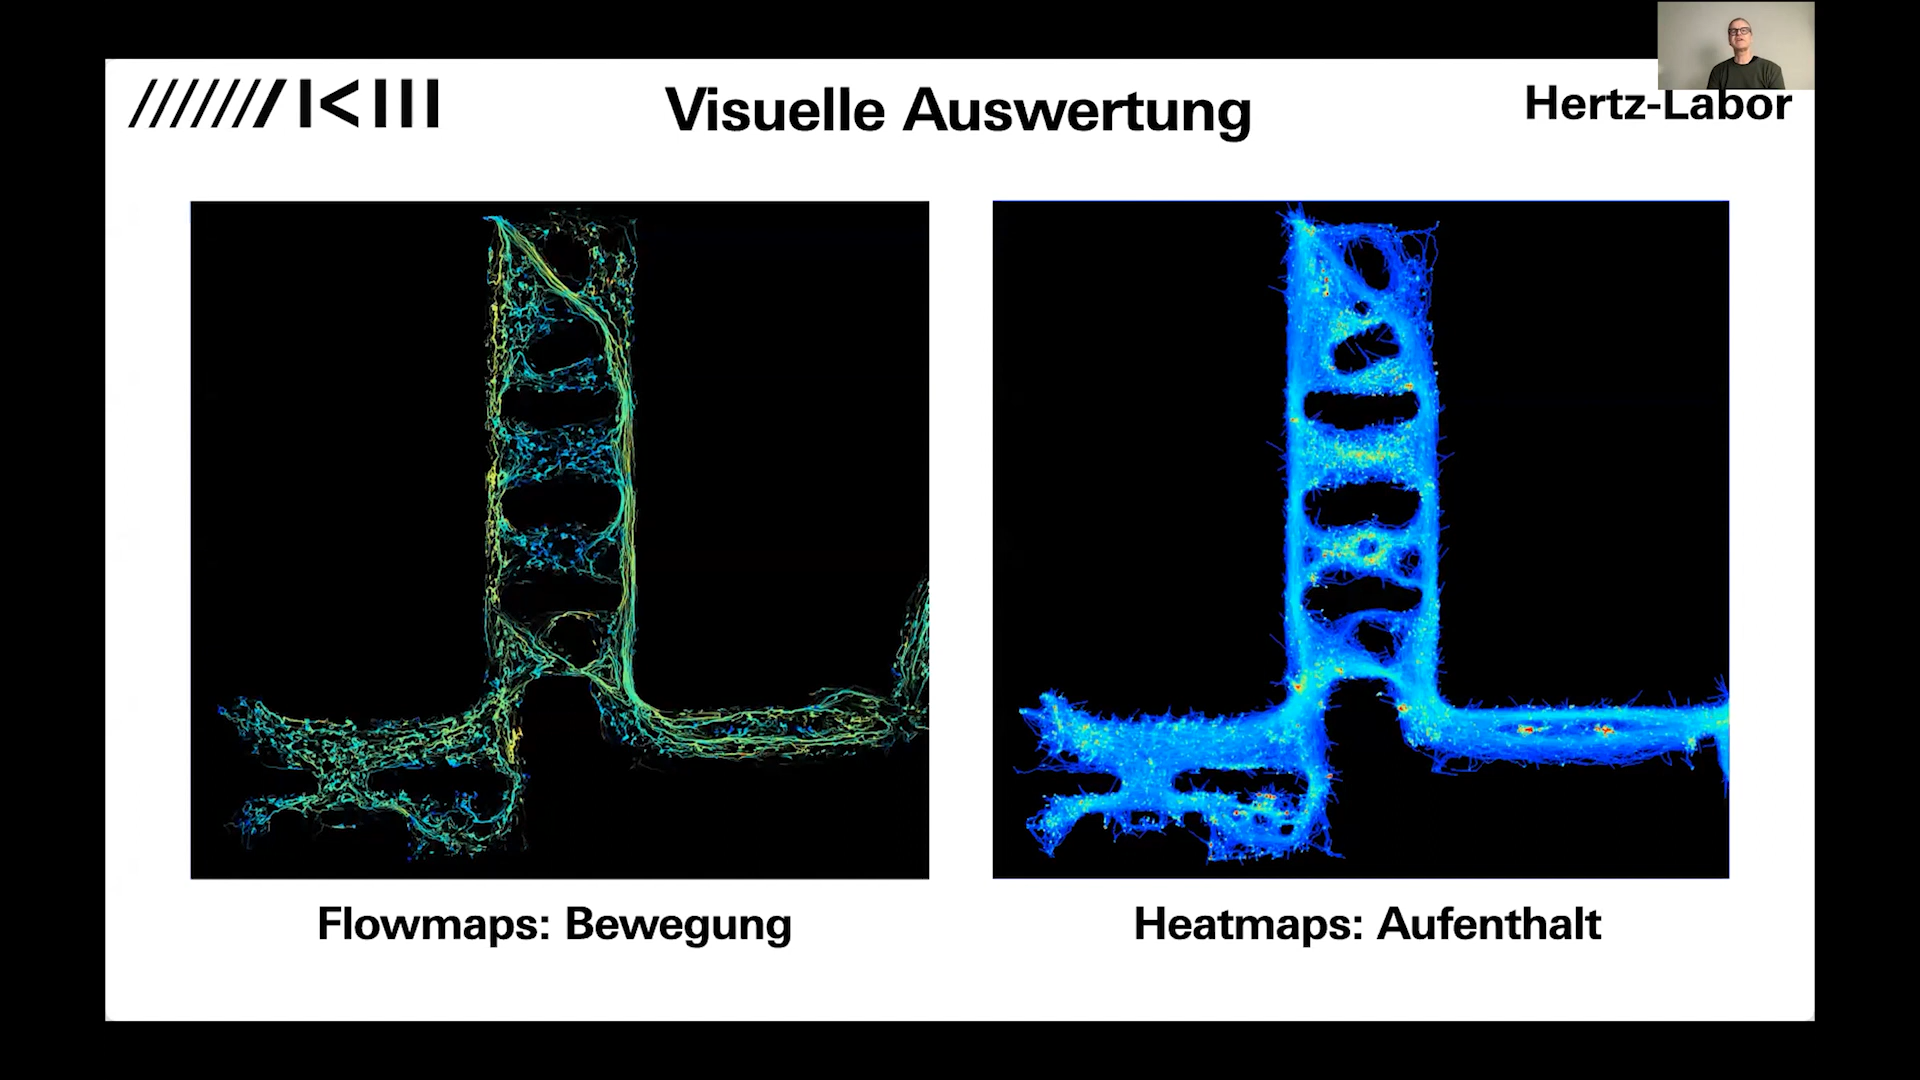 Visuelle Auswertung
Hertz-Labor
Flowmaps: Bewegung
Heatmaps: Aufenthalt